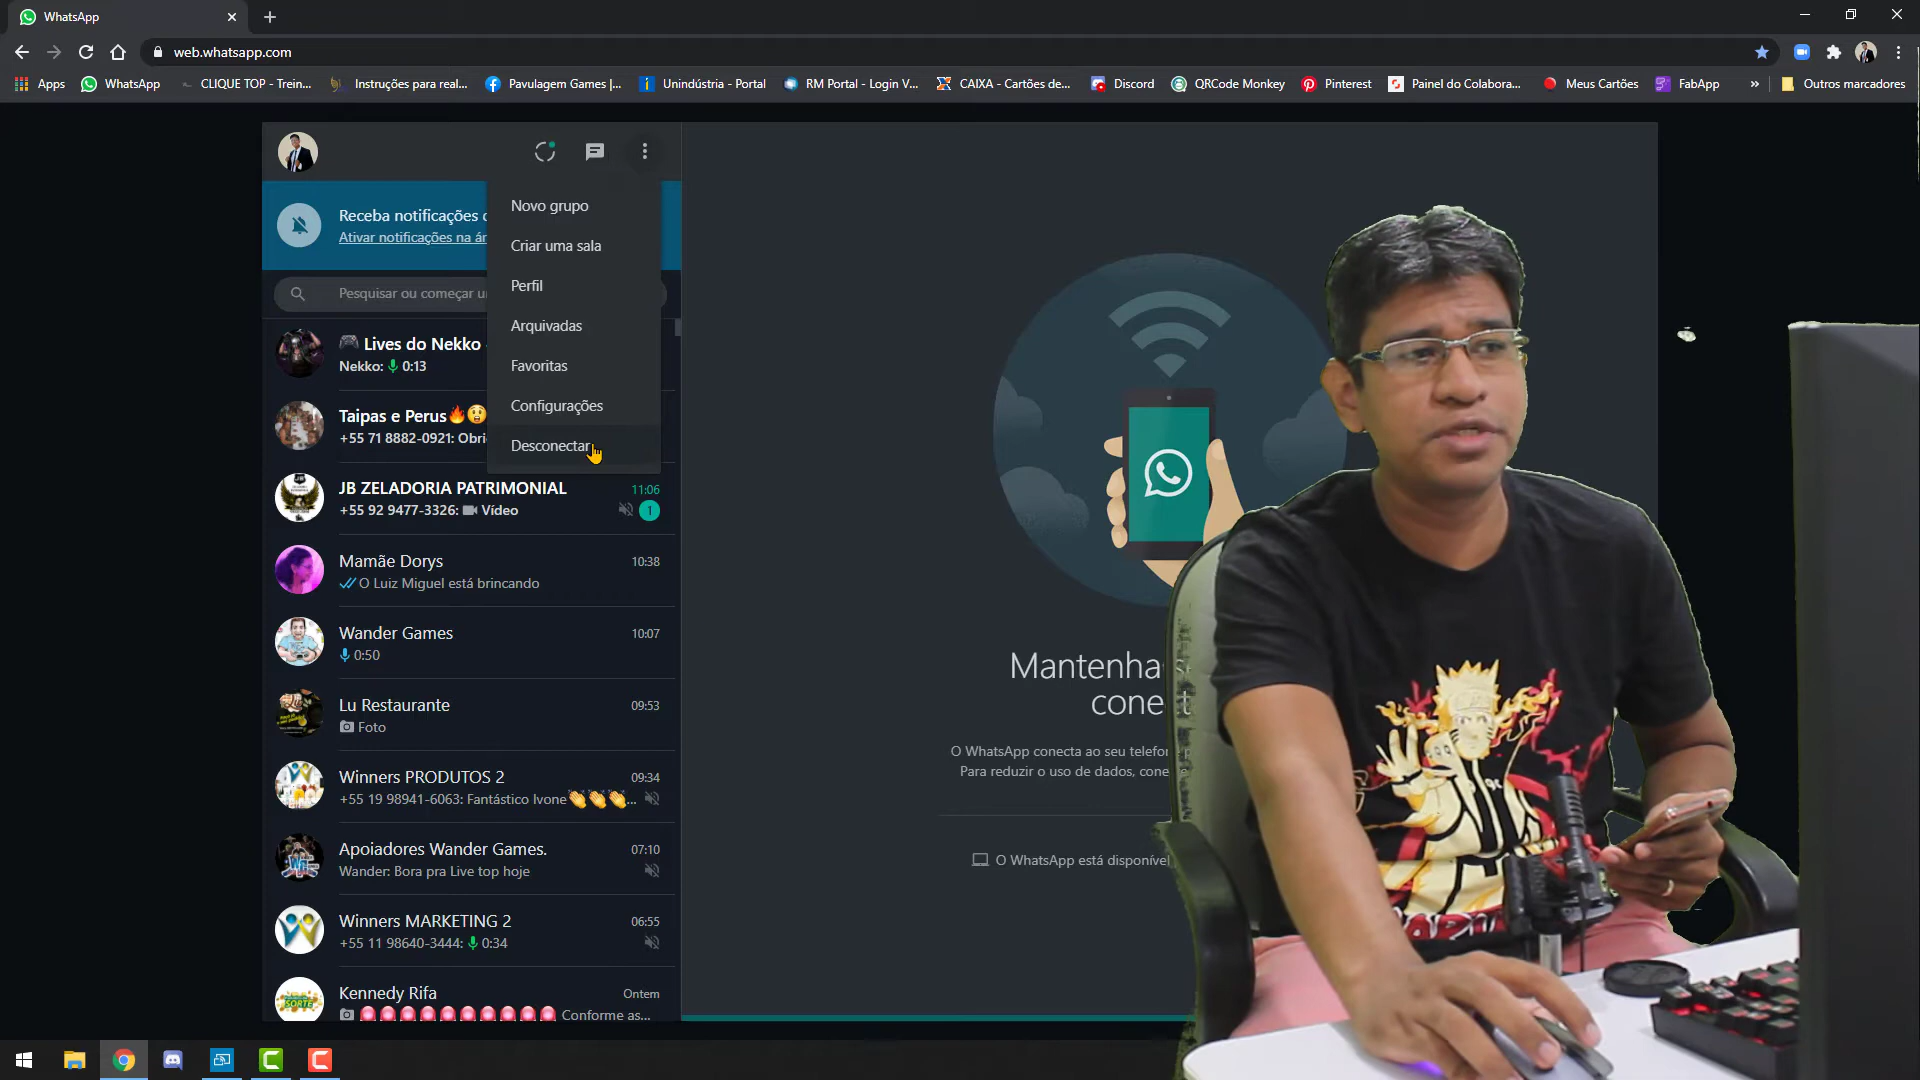 WhatsApp
web.whatsapp.com
Apps
WhatsApp
CLIQUE TOP - Trein...
Instruções para real...
Pavulagem Games |...
Unindústria - Portal
RM Portal - Login V...
CAIXA - Cartões de...
Discord
QRCode Monkey
Pinterest
Painel do Colabora...
Meus Cartões
FabApp
»
Outros marcadores
Receba notificações
Ativar notificações na
Pesquisar ou começar
Novo grupo
Criar uma sala
Perfil
Arquivadas
Favoritas
Configurações
Desconectar
🎮 Lives do Nekko
Nekko: 0:13
Taipas e Perus🔥😲
+55 71 8882-0921:
JB ZELADORIA PATRIMONIAL 11:06
+55 92 9477-3326: Vídeo 1
Mamãe Dorys 10:38
O Luiz Miguel está brincando
Wander Games 10:07
0:50
Lu Restaurante 09:53
Foto
Winners PRODUTOS 2 09:34
+55 19 98941-6063: Fantástico Ivone👏👏👏...
Apoiadores Wander Games. 07:10
Wander: Bora pra Live top hoje
Winners MARKETING 2 06:55
+55 11 98640-3444: 0:34
Kennedy Rifa Ontem
Conforme as...
SORTE
Mantenha
O WhatsApp conecta ao seu
Para reduzir o uso de dados,
O WhatsApp está disponível